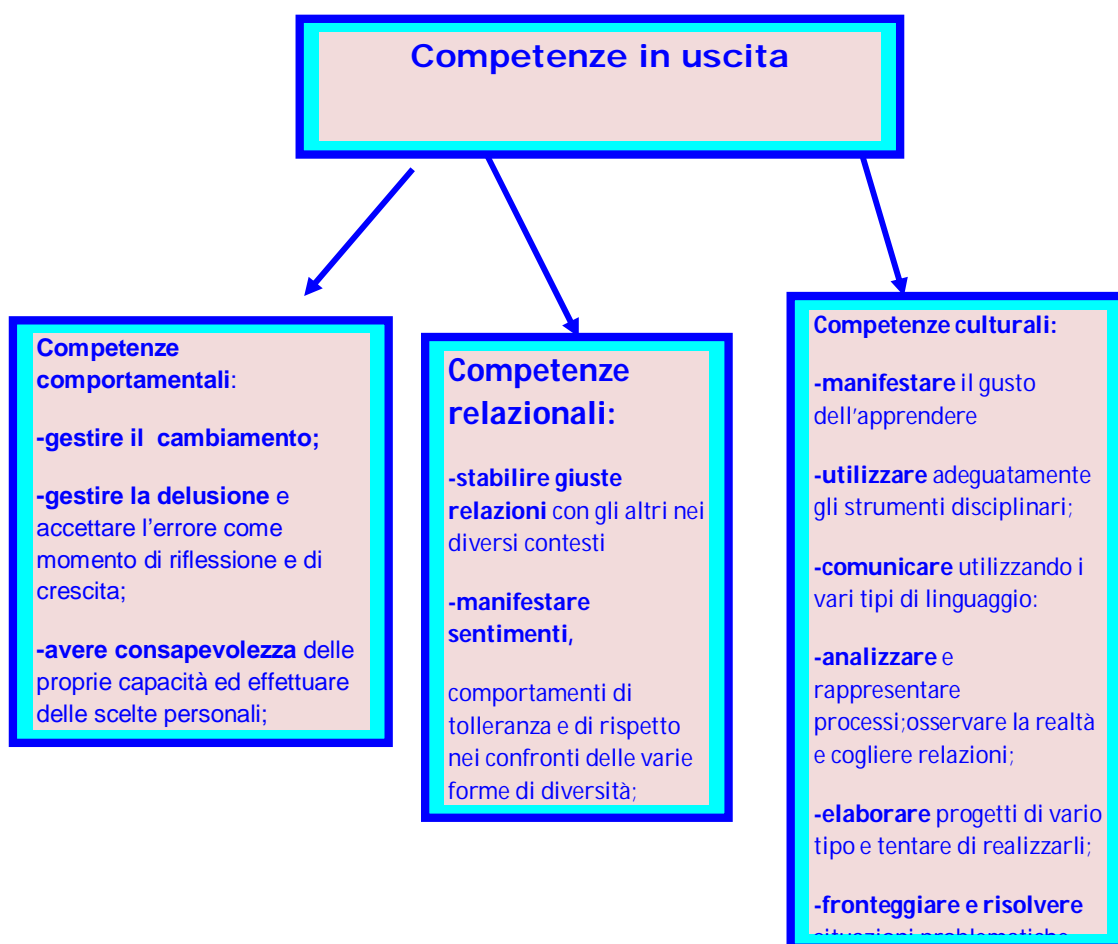 Competenze in uscita
Competenze
comportamentali:
-gestire il  cambiamento;
-gestire la delusione e
accettare l'errore come
momento di riflessione e di
crescita;
-avere consapevolezza delle
proprie capacità ed effettuare
delle scelte personali;
Competenze
relazionali:
-stabilire giuste
relazioni con gli altri nei
diversi contesti
-manifestare
sentimenti,
comportamenti di
tolleranza e di rispetto
nei confronti delle varie
forme di diversità;
Competenze culturali:
-manifestare il gusto
dell'apprendere
-utilizzare adeguatamente
gli strumenti disciplinari;
-comunicare utilizzando i
vari tipi di linguaggio:
-analizzare e
rappresentare
processi;osservare la realtà
e cogliere relazioni;
-elaborare progetti di vario
tipo e tentare di realizzarli;
-fronteggiare e risolvere
situazioni problematiche